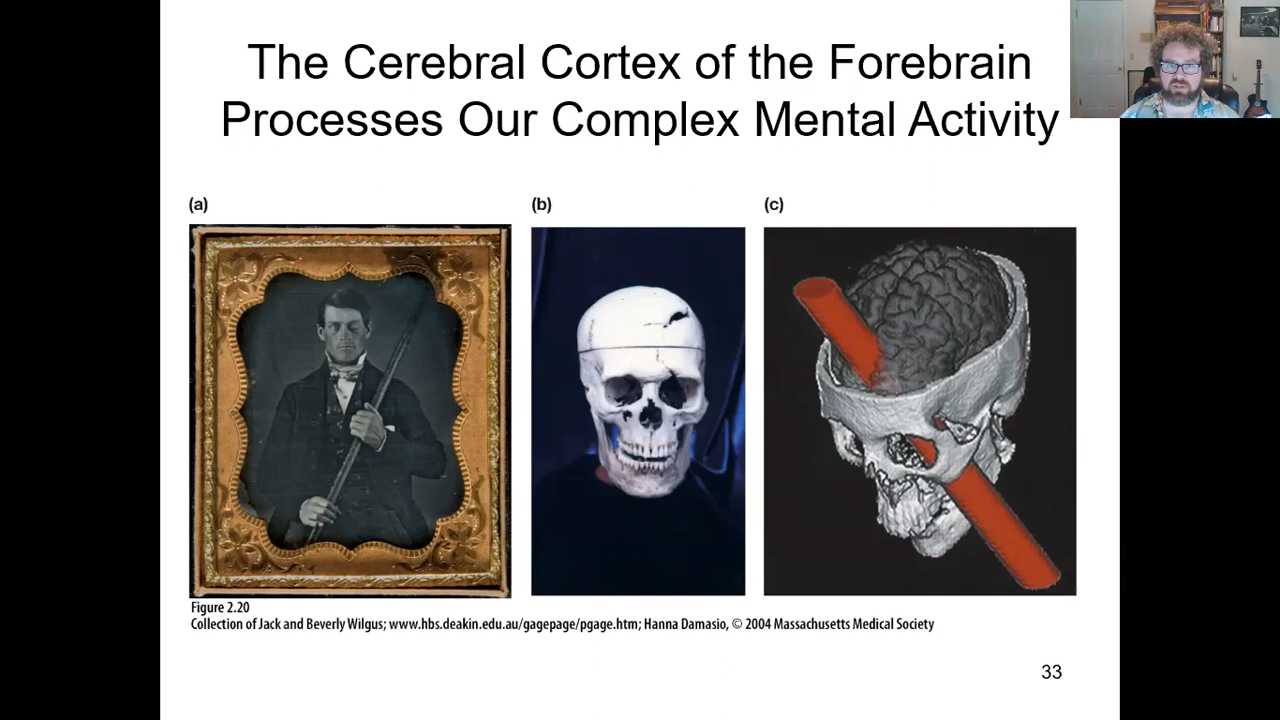 The Cerebral Cortex of the Forebrain
Processes Our Complex Mental Activity
(a)
(b)
(c)
Figure 2.20
Collection of Jack and Beverly Wilgus; www.hbs.deakin.edu.au/gagepage/pgage.htm; Hanna Damasio, © 2004 Massachusetts Medical Society
33